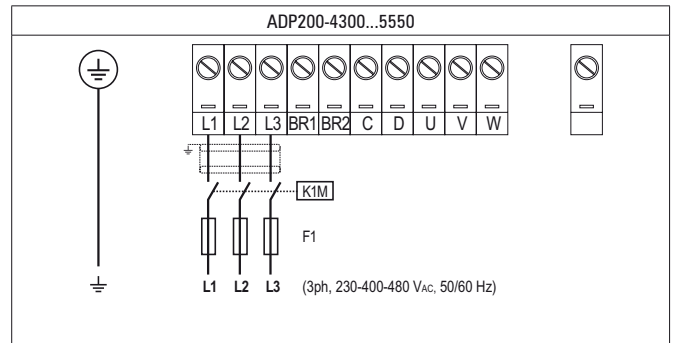 ADP200-4300...5550
L1 L2 L3 BR1 BR2 C D U V W
K1M
F1
L1 L2 L3 (3ph, 230-400-480 VAC, 50/60 Hz)